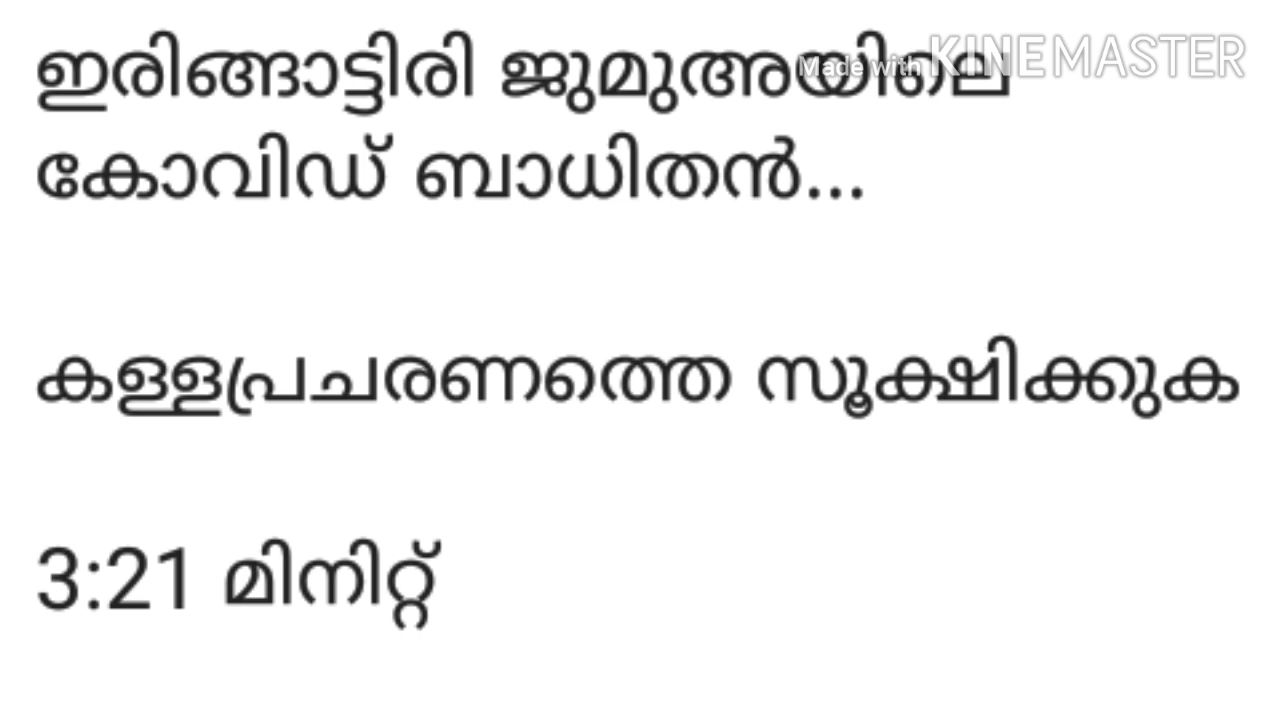 ഇരിങ്ങാട്ടിരി ജുമുഅയിലെ
Made with KINEMASTER
കോവിഡ് ബാധിതൻ...
കള്ളപ്രചരണത്തെ സൂക്ഷിക്കുക
3:21 മിനിറ്റ്